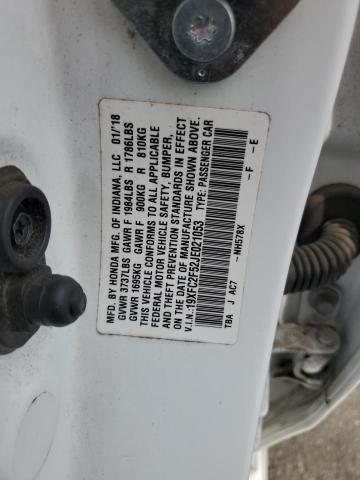 MFD. BY HONDA MFG. OF INDIANA, LLC 01/18
GVWR 3737LBS GAWR F 1984LBS R 1786LBS
GVWR 1695KG GAWR F 900KG R 810KG
THIS VEHICLE CONFORMS TO ALL APPLICABLE
FEDERAL MOTOR VEHICLE SAFETY, BUMPER,
AND THEFT PREVENTION STANDARDS IN EFFECT
ON THE DATE OF MANUFACTURE SHOWN ABOVE.
V.I.N.:19XFC2F52JE021053 TYPE: PASSENGER CAR
TBA J AC7 -NH578X -F -E